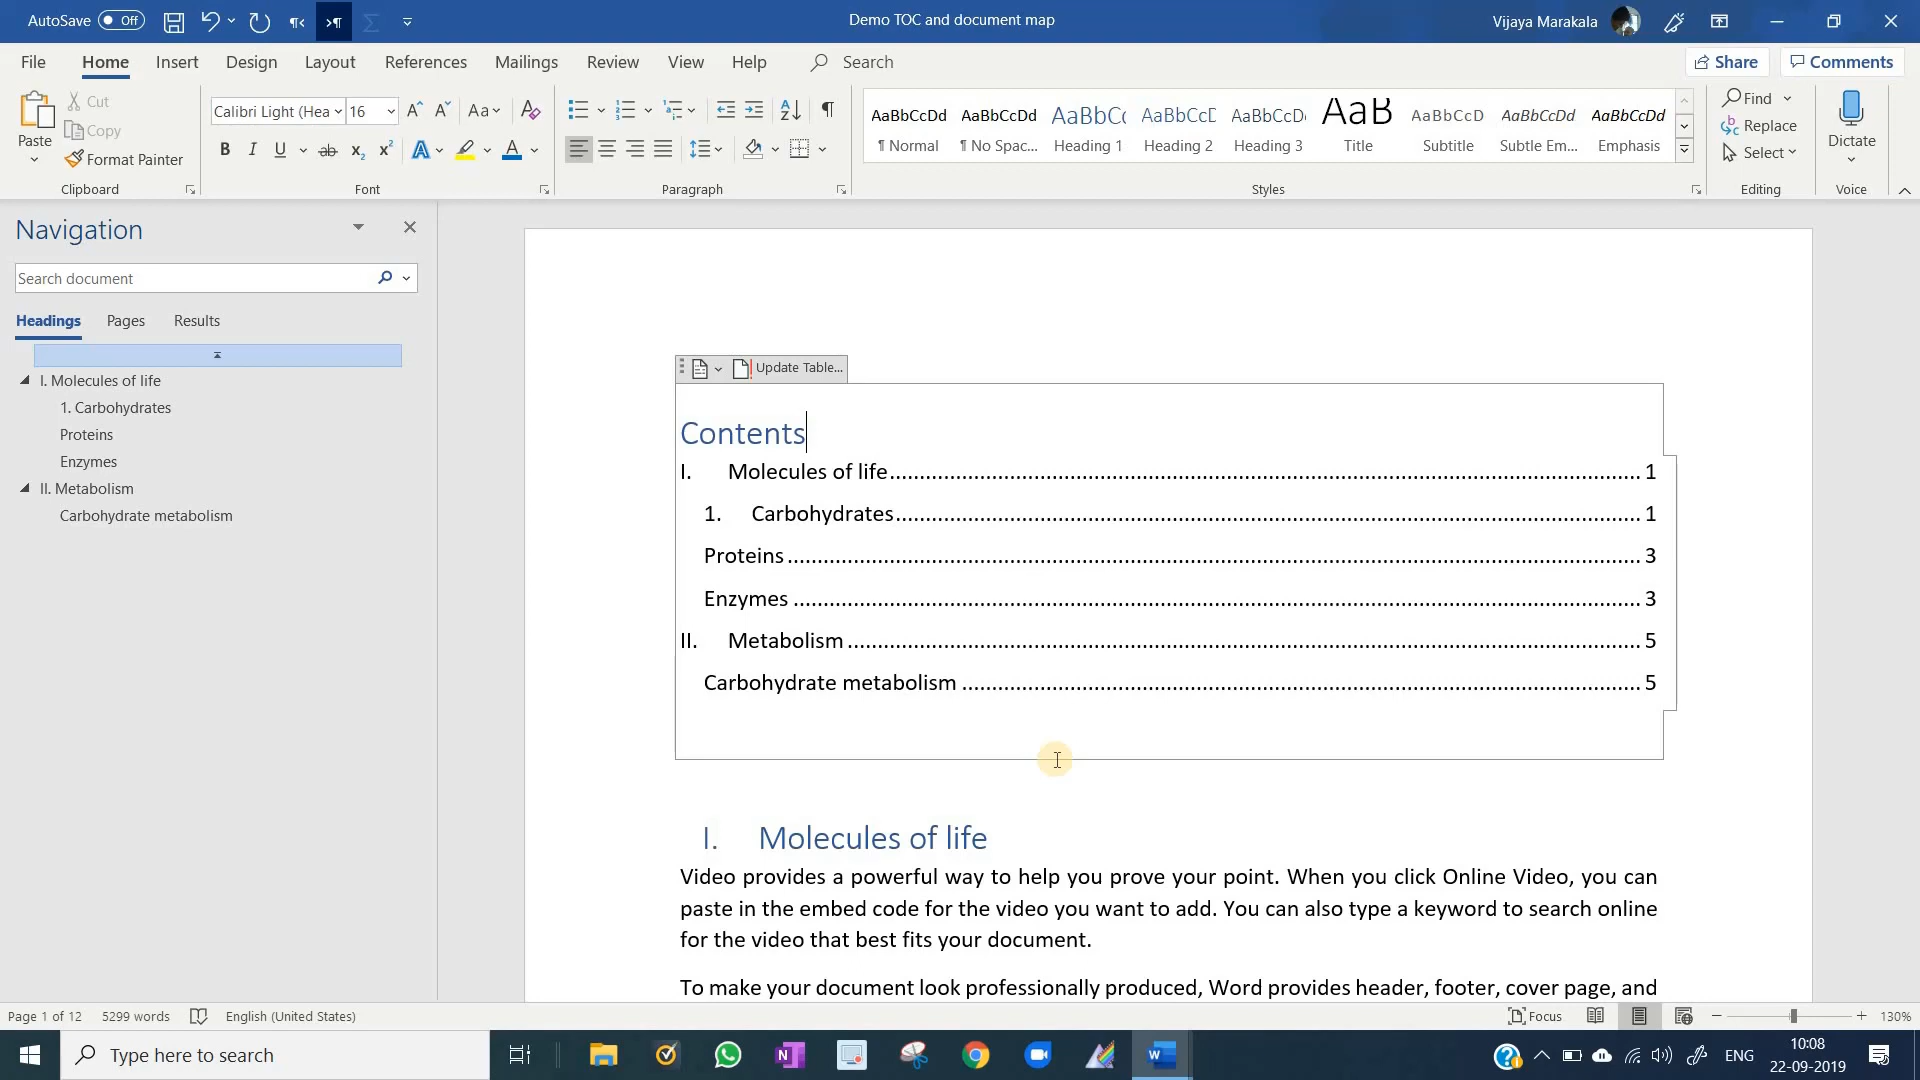 AutoSave Off
Demo TOC and document map
Vijaya Marakala
File Home Insert Design Layout References Mailings Review View Help Search Share Comments
Paste
Cut
Copy
Format Painter
Clipboard
Calibri Light (Hea 16 Aa
B I U ab x₂ x² A A
Font
A Z ¶
Paragraph
AaBbCcDd AaBbCcDd AaBbC( AaBbCcE AaBbCcD( AaB AaBbCcD AaBbCcDd AaBbCcDd
¶ Normal ¶ No Spac... Heading 1 Heading 2 Heading 3 Title Subtitle Subtle Em... Emphasis
Styles
Find
Replace
Select
Editing
Dictate
Voice
Navigation
Search document
Headings Pages Results
I. Molecules of life
1. Carbohydrates
Proteins
Enzymes
II. Metabolism
Carbohydrate metabolism
Update Table...
Contents
I. Molecules of life 1
1. Carbohydrates 1
Proteins 3
Enzymes 3
II. Metabolism 5
Carbohydrate metabolism 5
I. Molecules of life
Video provides a powerful way to help you prove your point. When you click Online Video, you can
paste in the embed code for the video you want to add. You can also type a keyword to search online
for the video that best fits your document.
To make your document look professionally produced, Word provides header, footer, cover page, and
Page 1 of 12 5299 words English (United States) Focus 130%
Type here to search
ENG
10:08
22-09-2019